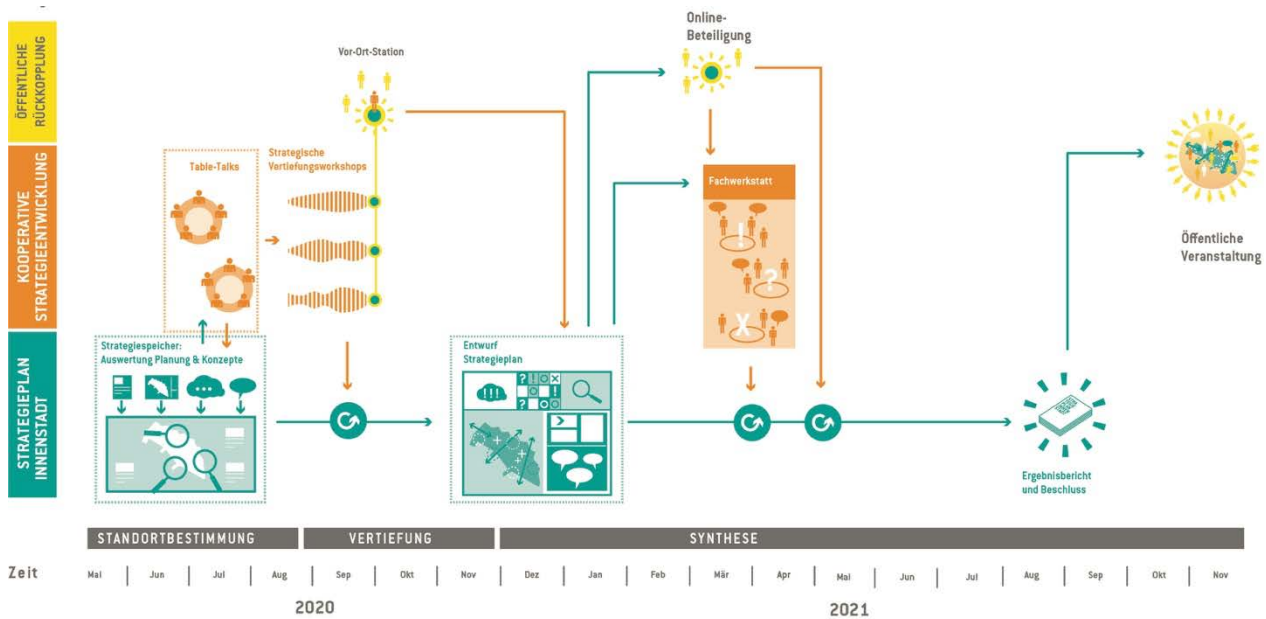 Online-
Beteiligung
Vor-Ort-Station
ÖFFENTLICHE
RÜCKKOPPLUNG
Table-Talks
Strategische
Vertiefungsworkshops
Fachwerkstatt
!
?
X
KOOPERATIVE
STRATEGIEENTWICKLUNG
Öffentliche
Veranstaltung
Strategiespeicher:
Auswertung Planung & Konzepte
Entwurf
Strategieplan
!!!
? ! O X
!
? O O
STRATEGIEPLAN
INNENSTADT
Ergebnisbericht
und Beschluss
STANDORTBESTIMMUNG VERTIEFUNG SYNTHESE
Zeit Mai Jun Jul Aug Sep Okt Nov Dez Jan Feb Mär Apr Mai Jun Jul Aug Sep Okt Nov
2020 2021